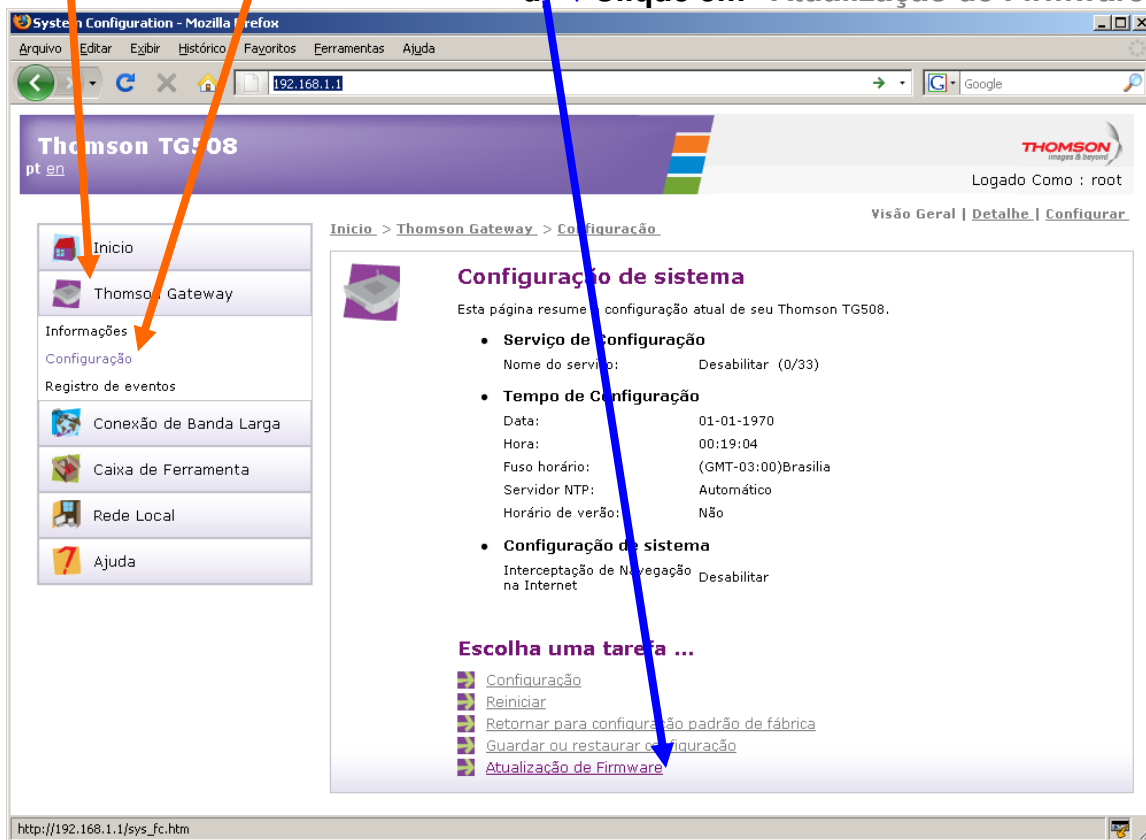 Clique em "Atualização de Firmware"
System Configuration - Mozilla Firefox
Arquivo Editar Exibir Histórico Favoritos Ferramentas Ajuda
192.168.1.1
G Google
Thomson TG508
pt en
THOMSON
images & beyond
Logado Como : root
Visão Geral | Detalhe | Configurar
Inicio > Thomson Gateway > Configuração
Inicio
Thomson Gateway
Informações
Configuração
Registro de eventos
Conexão de Banda Larga
Caixa de Ferramenta
Rede Local
Ajuda
Configuração de sistema
Esta página resume a configuração atual de seu Thomson TG508.
• Serviço de Configuração
Nome do serviço: Desabilitar (0/33)
• Tempo de Configuração
Data: 01-01-1970
Hora: 00:19:04
Fuso horário: (GMT-03:00)Brasilia
Servidor NTP: Automático
Horário de verão: Não
• Configuração de sistema
Interceptação de Navegação
na Internet Desabilitar
Escolha uma tarefa ...
Configuração
Reiniciar
Retornar para configuração padrão de fábrica
Guardar ou restaurar configuração
Atualização de Firmware
http://192.168.1.1/sys_fc.htm